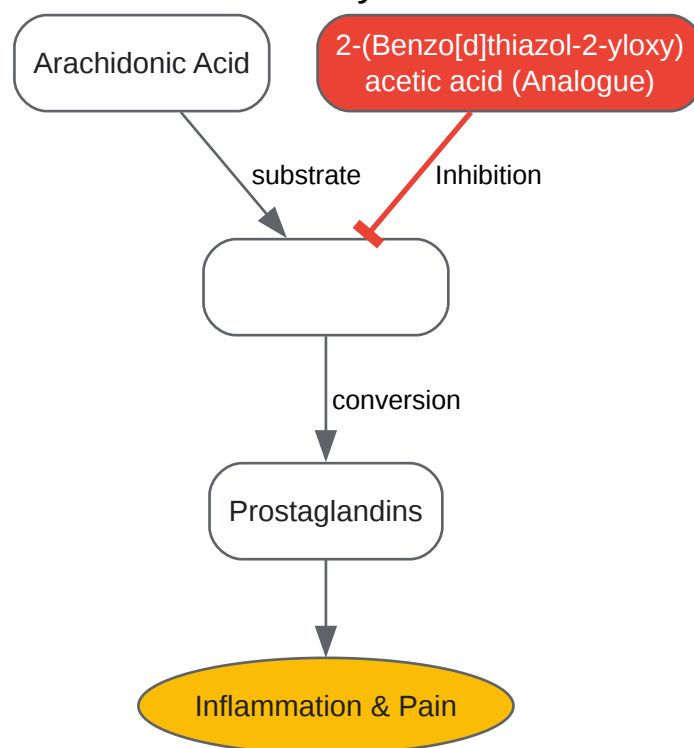 Arachidonic Acid
2-(Benzo[d]thiazol-2-yloxy)
acetic acid (Analogue)
substrate
Inhibition
conversion
Prostaglandins
Inflammation & Pain